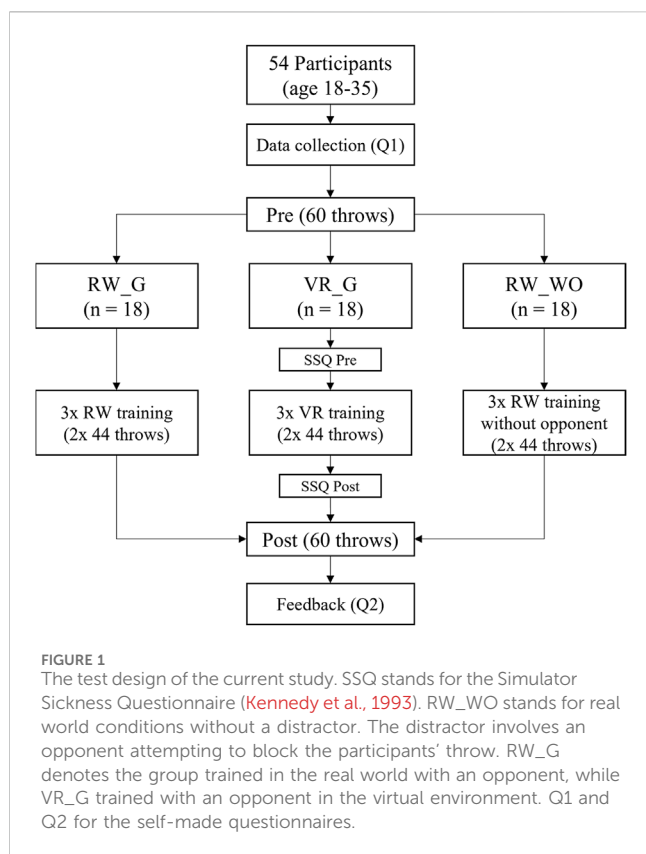 54 Participants
(age 18-35)
Data collection (Q1)
Pre (60 throws)
RW_G
(n = 18)
VR_G
(n = 18)
RW_WO
(n = 18)
SSQ Pre
3x RW training
(2x 44 throws)
3x VR training
(2x 44 throws)
3x RW training
without opponent
(2x 44 throws)
SSQ Post
Post (60 throws)
Feedback (Q2)
FIGURE 1
The test design of the current study. SSQ stands for the Simulator
Sickness Questionnaire (Kennedy et al., 1993). RW_WO stands for real
world conditions without a distractor. The distractor involves an
opponent attempting to block the participants’ throw. RW_G
denotes the group trained in the real world with an opponent, while
VR_G trained with an opponent in the virtual environment. Q1 and
Q2 for the self-made questionnaires.